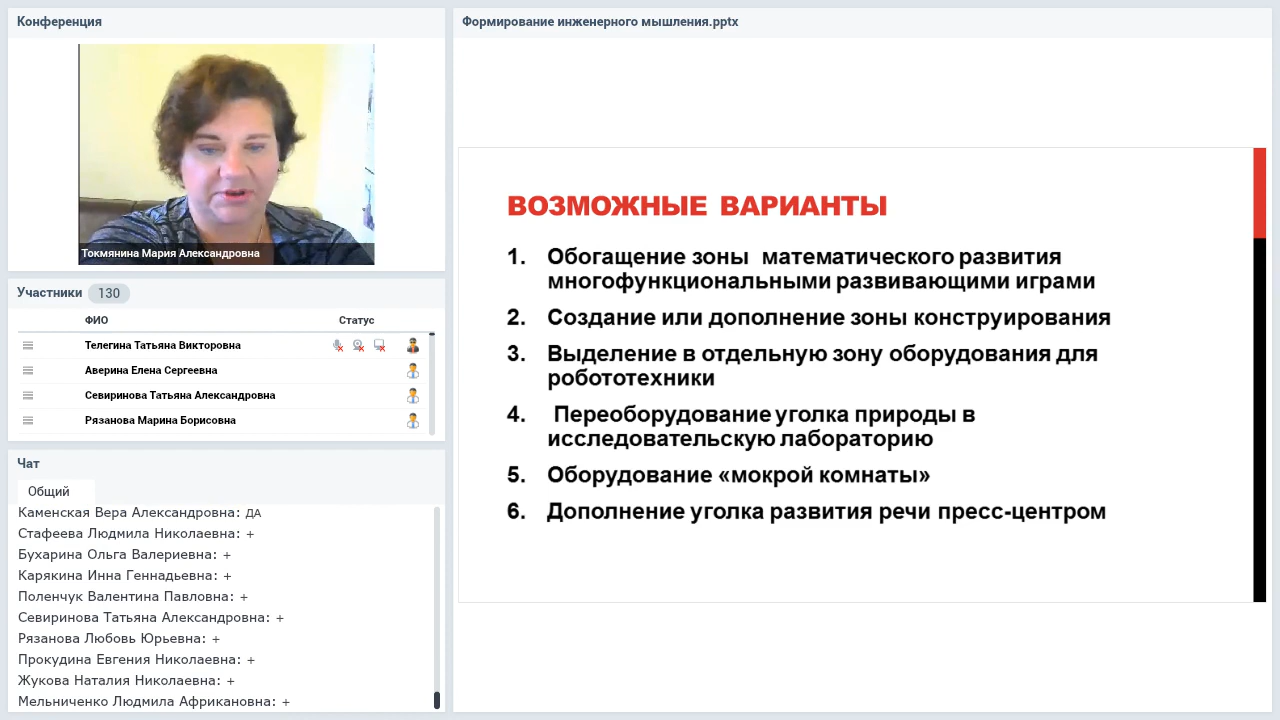 Конференция
Токмянина Мария Александровна
Участники 130
ФИО Статус
Телегина Татьяна Викторовна
Аверина Елена Сергеевна
Севиринова Татьяна Александровна
Рязанова Марина Борисовна
Чат
Общий
Каменская Вера Александровна: ДА
Стафеева Людмила Николаевна: +
Бухарина Ольга Валериевна: +
Карякина Инна Геннадьевна: +
Поленчук Валентина Павловна: +
Севиринова Татьяна Александровна: +
Рязанова Любовь Юрьевна: +
Прокудина Евгения Николаевна: +
Жукова Наталия Николаевна: +
Мельниченко Людмила Африкановна: +
Формирование инженерного мышления.pptx
ВОЗМОЖНЫЕ ВАРИАНТЫ
1. Обогащение зоны математического развития
многофункциональными развивающими играми
2. Создание или дополнение зоны конструирования
3. Выделение в отдельную зону оборудования для
робототехники
4. Переоборудование уголка природы в
исследовательскую лабораторию
5. Оборудование «мокрой комнаты»
6. Дополнение уголка развития речи пресс-центром